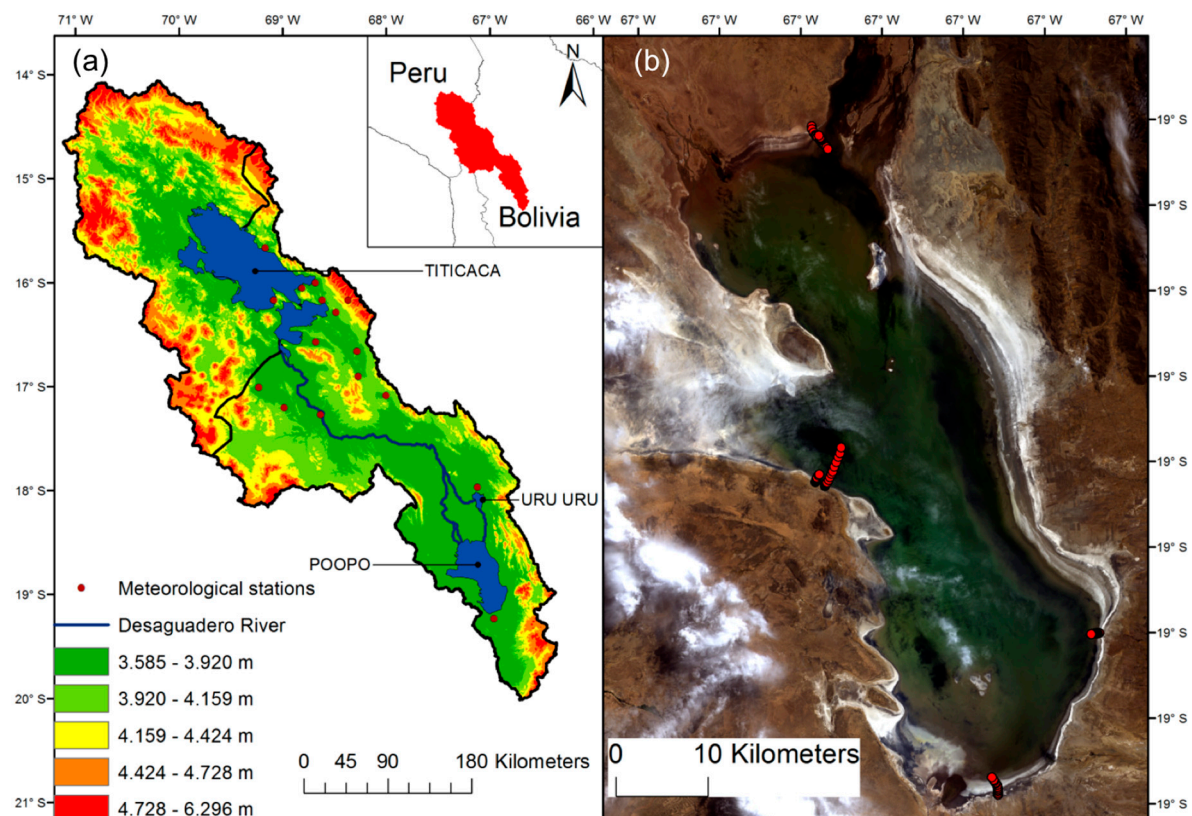 71° W 70° W 69° W 68° W 67° W 66° W
67° W 67° W 67° W 67° W 67° W 67° W 67° W
(a)
14° S
15° S
16° S
17° S
18° S
19° S
20° S
21° S
Peru
N
Bolivia
TITICACA
URU URU
POOPO
Meteorological stations
Desaguadero River
3.585 - 3.920 m
3.920 - 4.159 m
4.159 - 4.424 m
4.424 - 4.728 m
4.728 - 6.296 m
0 45 90 180 Kilometers
(b)
19° S
19° S
19° S
19° S
19° S
19° S
19° S
19° S
19° S
0 10 Kilometers